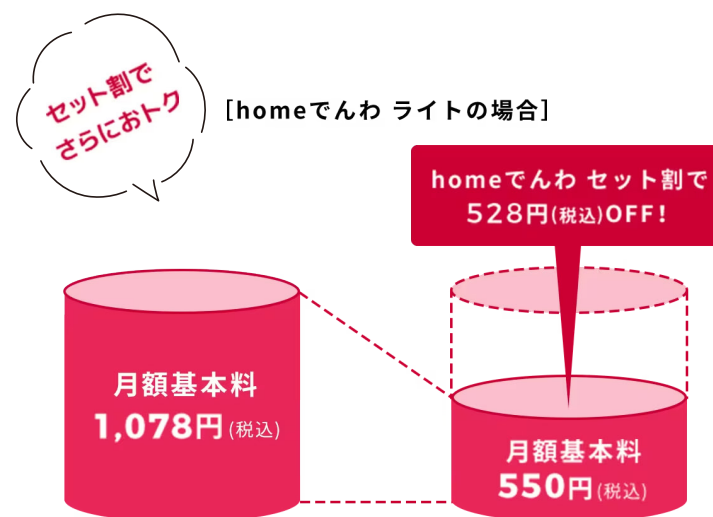 セット割で
さらにおトク
［homeでんわ ライトの場合］
homeでんわ セット割で
528円(税込)OFF!
月額基本料
1,078円(税込)
月額基本料
550円(税込)